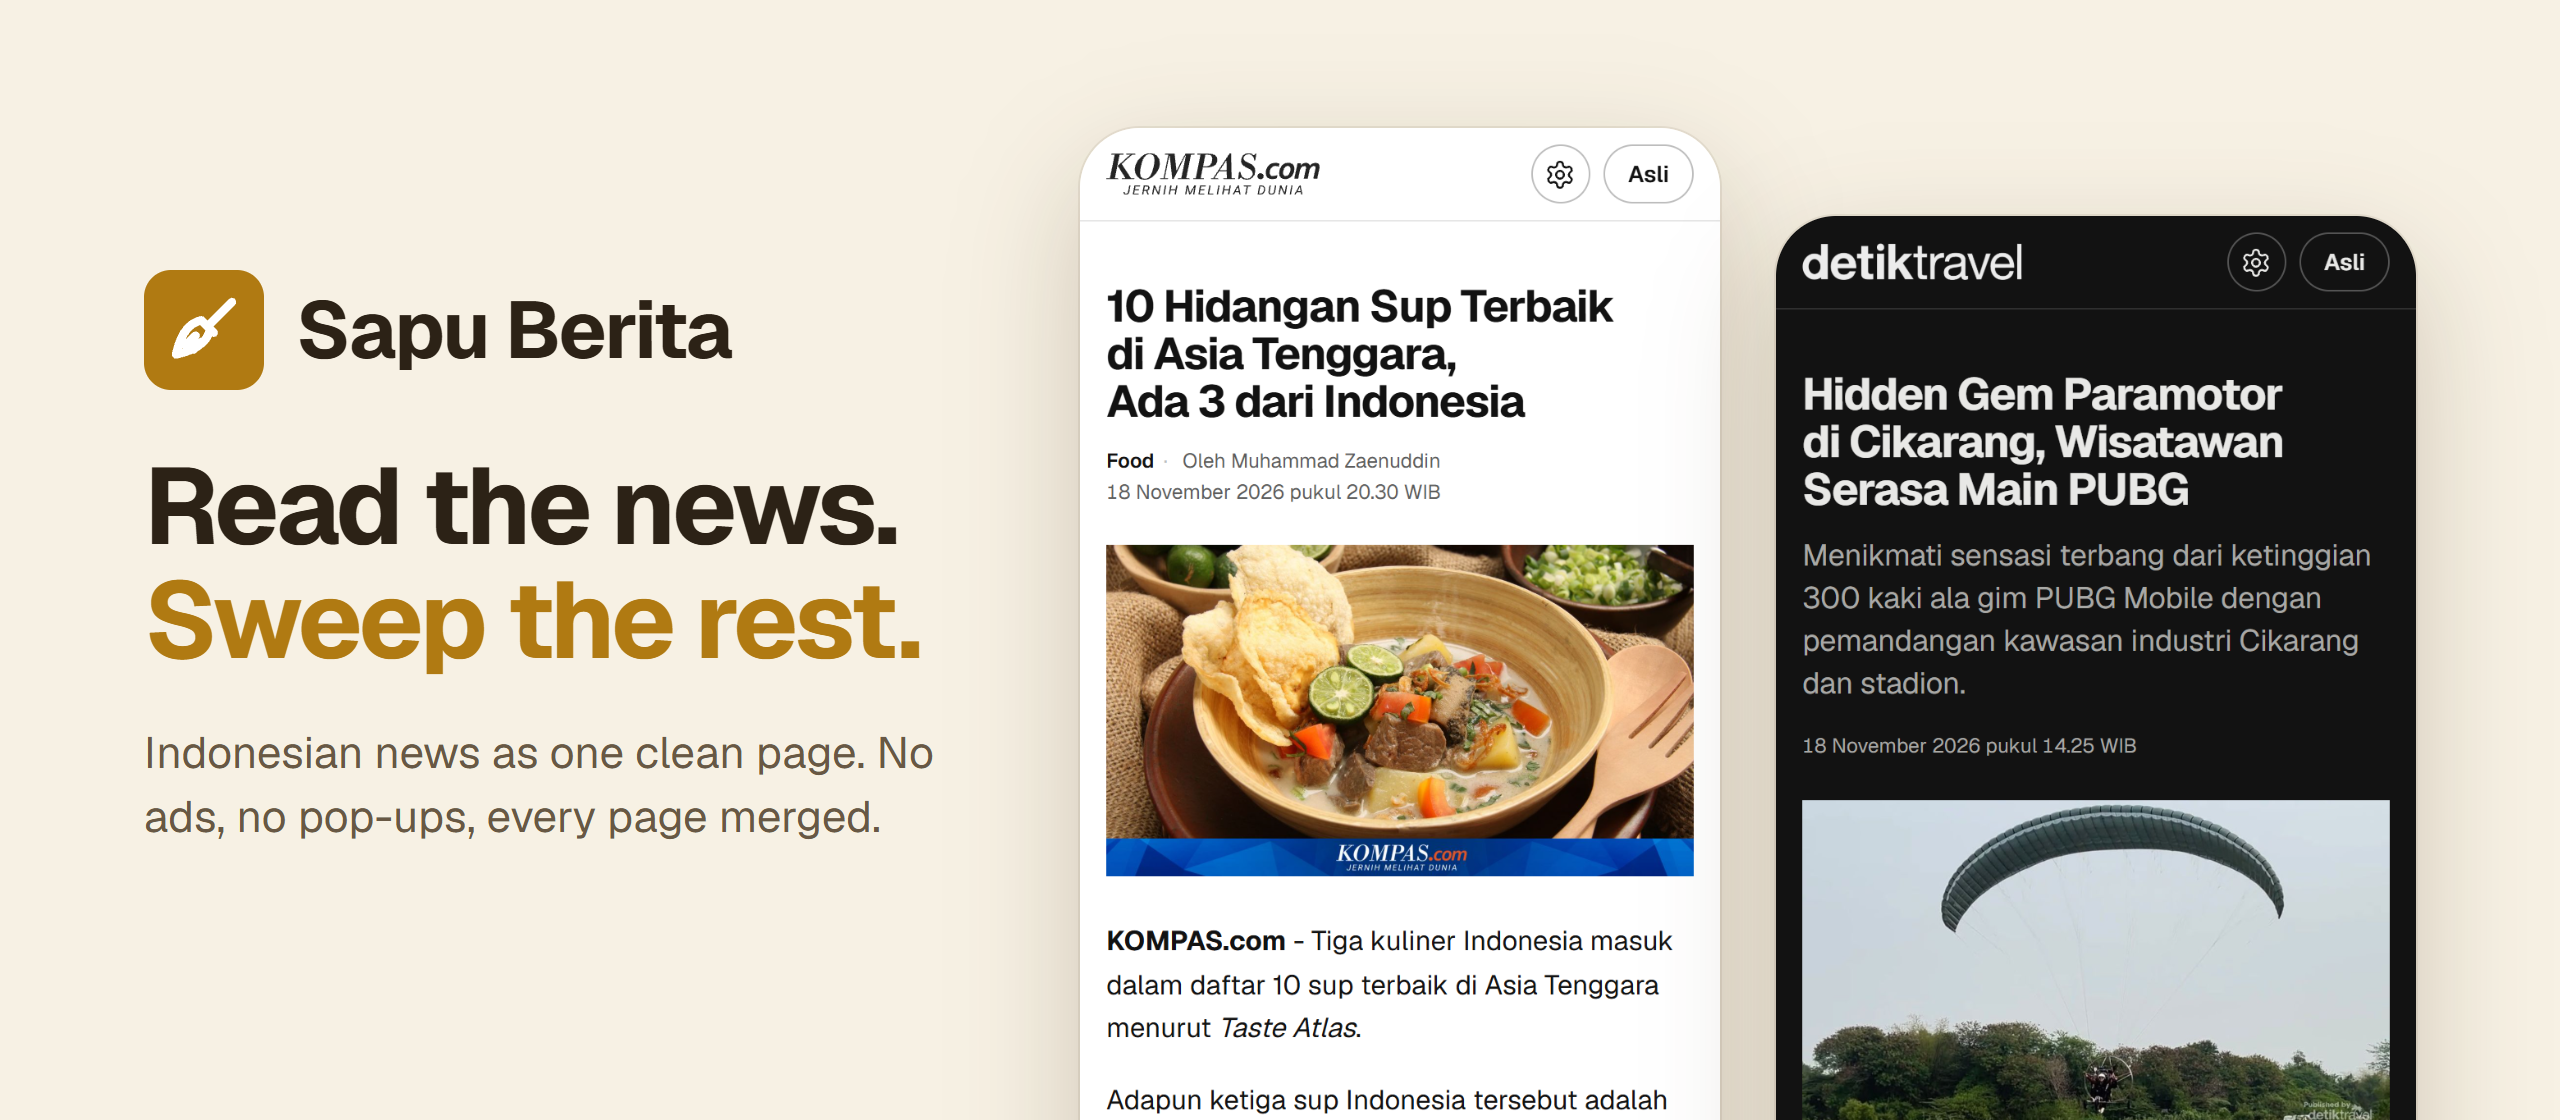 Sapu Berita
Read the news.
Sweep the rest.
Indonesian news as one clean page. No
ads, no pop-ups, every page merged.
KOMPAS.com
JERNIH MELIHAT DUNIA
Asli
10 Hidangan Sup Terbaik
di Asia Tenggara,
Ada 3 dari Indonesia
Food · Oleh Muhammad Zaenuddin
18 November 2026 pukul 20.30 WIB
KOMPAS.com
JERNIH MELIHAT DUNIA
KOMPAS.com - Tiga kuliner Indonesia masuk
dalam daftar 10 sup terbaik di Asia Tenggara
menurut Taste Atlas.
Adapun ketiga sup Indonesia tersebut adalah
detiktravel
Asli
Hidden Gem Paramotor
di Cikarang, Wisatawan
Serasa Main PUBG
Menikmati sensasi terbang dari ketinggian
300 kaki ala gim PUBG Mobile dengan
pemandangan kawasan industri Cikarang
dan stadion.
18 November 2026 pukul 14.25 WIB
Published by
detiktravel